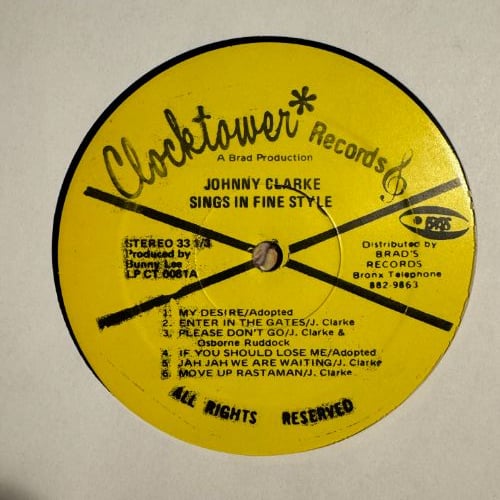 Clocktower* Records
A Brad Production
JOHNNY CLARKE
SINGS IN FINE STYLE
STEREO 33 1/3
Produced by
Bunny Lee
LP CT 0081A
BRADS
Distributed by
BRAD'S
RECORDS
Bronx Telephone
882-9863
1. MY DESIRE/Adopted
2. ENTER IN THE GATES/J. Clarke
3. PLEASE DON'T GO/J. Clarke &
Osborne Ruddock
4. IF YOU SHOULD LOSE ME/Adopted
5. JAH JAH WE ARE WAITING/J. Clarke
6. MOVE UP RASTAMAN/J. Clarke
ALL RIGHTS RESERVED